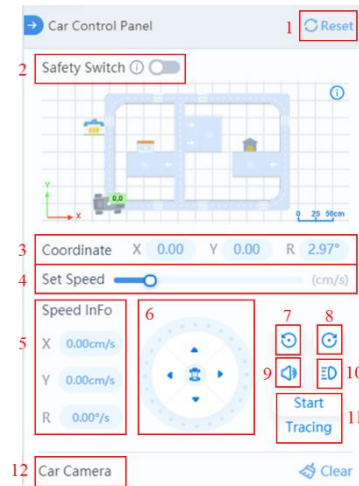 Car Control Panel
1
Reset
2
Safety Switch
Y
0,0
X
0 25 50cm
3
Coordinate X 0.00 Y 0.00 R 2.97°
4
Set Speed (cm/s)
Speed InFo
6
7
8
5
X 0.00cm/s
9
10
Y 0.00cm/s
Start
11
R 0.00°/s
Tracing
12
Car Camera
Clear